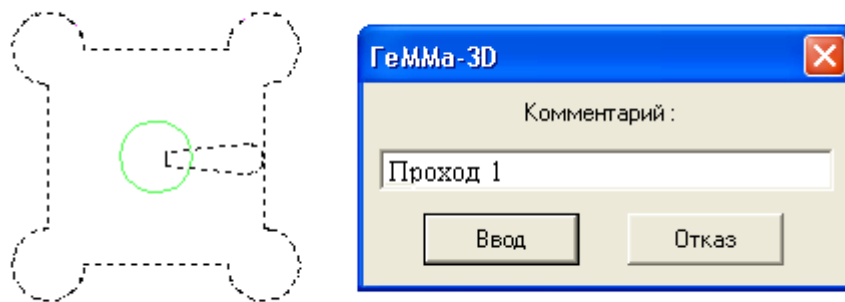 ГеММа-3D
Комментарий :
Проход 1
Ввод
Отказ